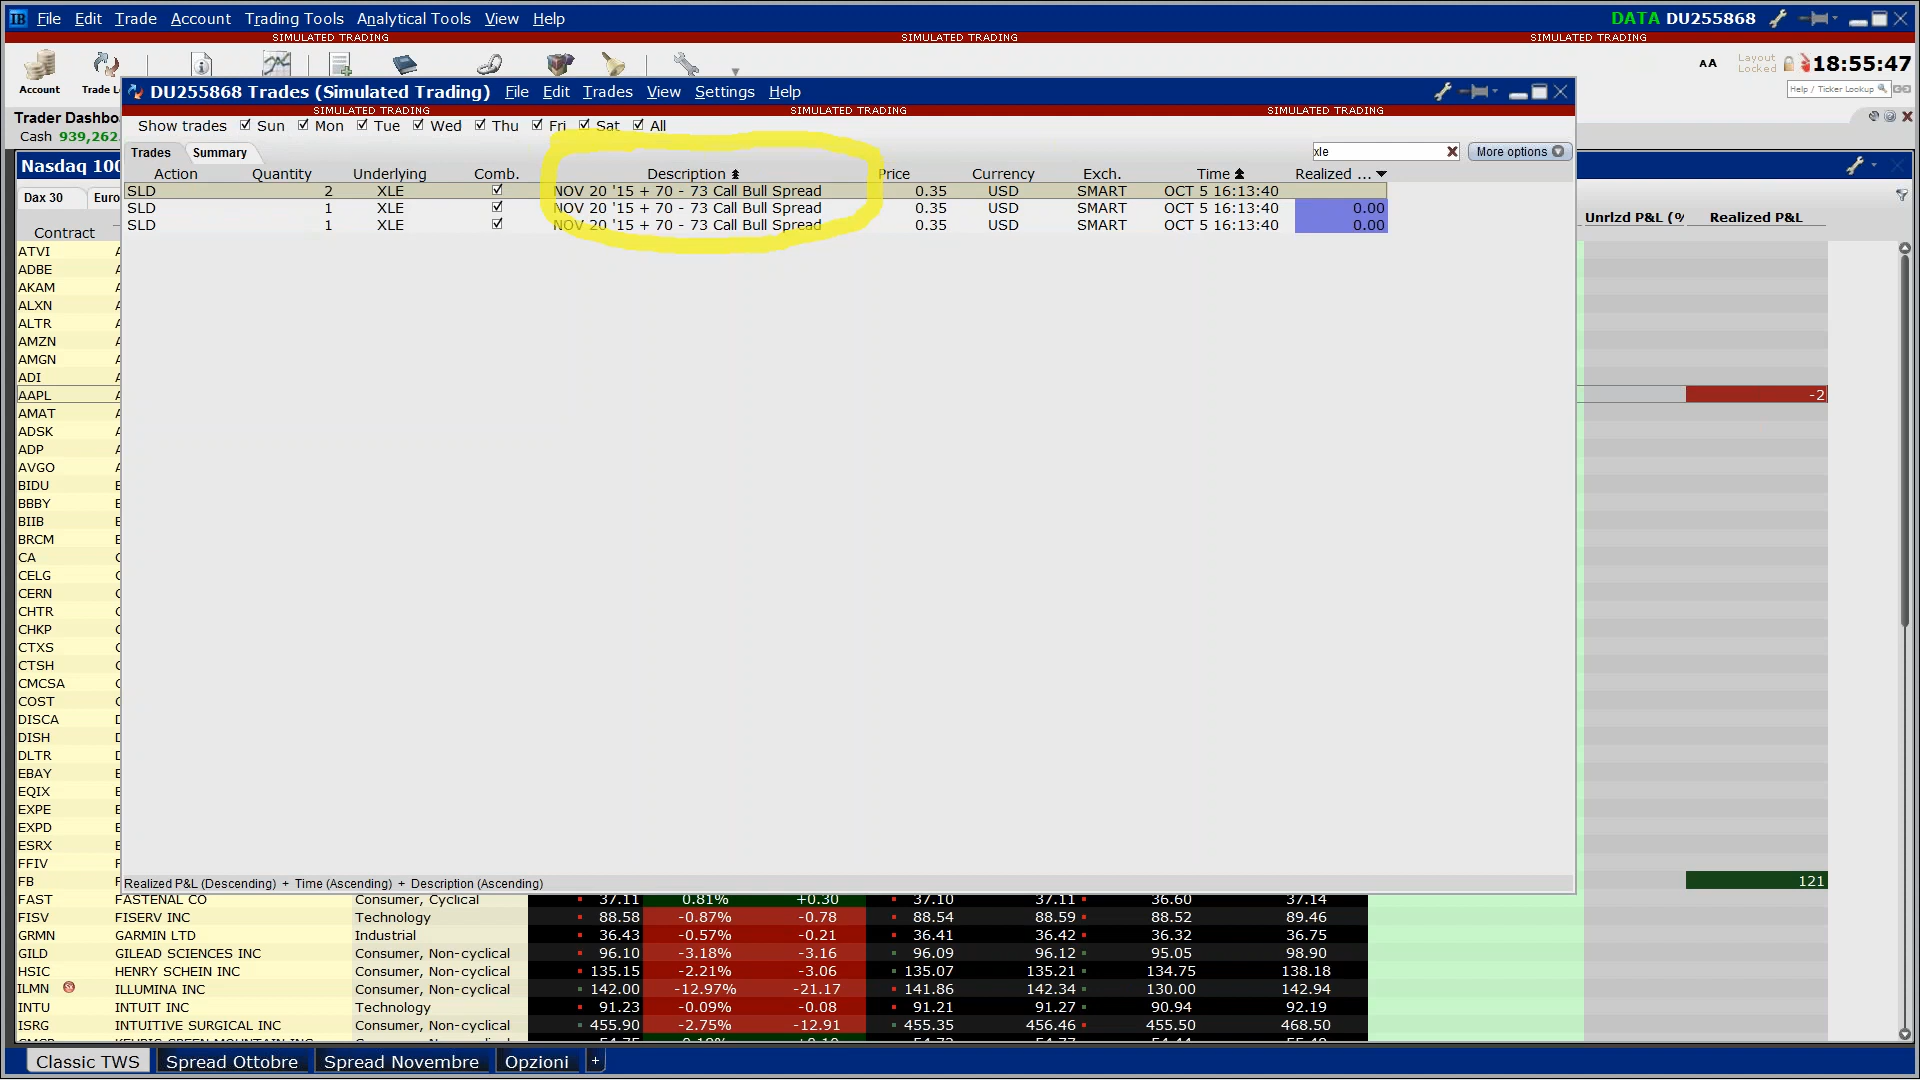 IB File Edit Trade Account Trading Tools Analytical Tools View Help DATA DU255868
SIMULATED TRADING SIMULATED TRADING SIMULATED TRADING
AA Layout Locked 18:55:47
Account Trade L Help / Ticker Lookup
DU255868 Trades (Simulated Trading) File Edit Trades View Settings Help
SIMULATED TRADING SIMULATED TRADING SIMULATED TRADING
Trader Dashbo
Show trades Sun Mon Tue Wed Thu Fri Sat All
Cash 939,262
Trades Summary xle More options
Nasdaq 100
Action Quantity Underlying Comb. Description Price Currency Exch. Time Realized ...
SLD 2 XLE NOV 20 '15 + 70 - 73 Call Bull Spread 0.35 USD SMART OCT 5 16:13:40
Dax 30 Euro
SLD 1 XLE NOV 20 '15 + 70 - 73 Call Bull Spread 0.35 USD SMART OCT 5 16:13:40 0.00
SLD 1 XLE NOV 20 '15 + 70 - 73 Call Bull Spread 0.35 USD SMART OCT 5 16:13:40 0.00
Unrlzd P&L (% Realized P&L
Contract
ATVI A
ADBE A
AKAM A
ALXN A
ALTR A
AMZN A
AMGN A
ADI A
AAPL A -2
AMAT A
ADSK A
ADP A
AVGO A
BIDU B
BBBY B
BIIB B
BRCM B
CA C
CELG C
CERN C
CHTR C
CHKP C
CTXS C
CTSH C
CMCSA C
COST C
DISCA D
DISH D
DLTR D
EBAY E
EQIX E
EXPE E
EXPD E
ESRX E
FFIV F
FB F 121
Realized P&L (Descending) + Time (Ascending) + Description (Ascending)
FAST FASTENAL CO Consumer, Cyclical 37.11 0.81% +0.30 37.10 37.11 36.60 37.14
FISV FISERV INC Technology 88.58 -0.87% -0.78 88.54 88.59 88.52 89.46
GRMN GARMIN LTD Industrial 36.43 -0.57% -0.21 36.41 36.42 36.32 36.75
GILD GILEAD SCIENCES INC Consumer, Non-cyclical 96.10 -3.18% -3.16 96.09 96.12 95.05 98.90
HSIC HENRY SCHEIN INC Consumer, Non-cyclical 135.15 -2.21% -3.06 135.07 135.21 134.75 138.18
ILMN ILLUMINA INC Consumer, Non-cyclical 142.00 -12.97% -21.17 141.86 142.34 130.00 142.94
INTU INTUIT INC Technology 91.23 -0.09% -0.08 91.21 91.27 90.94 92.19
ISRG INTUITIVE SURGICAL INC Consumer, Non-cyclical 455.90 -2.75% -12.91 455.35 456.46 455.50 468.50
Classic TWS Spread Ottobre Spread Novembre Opzioni +